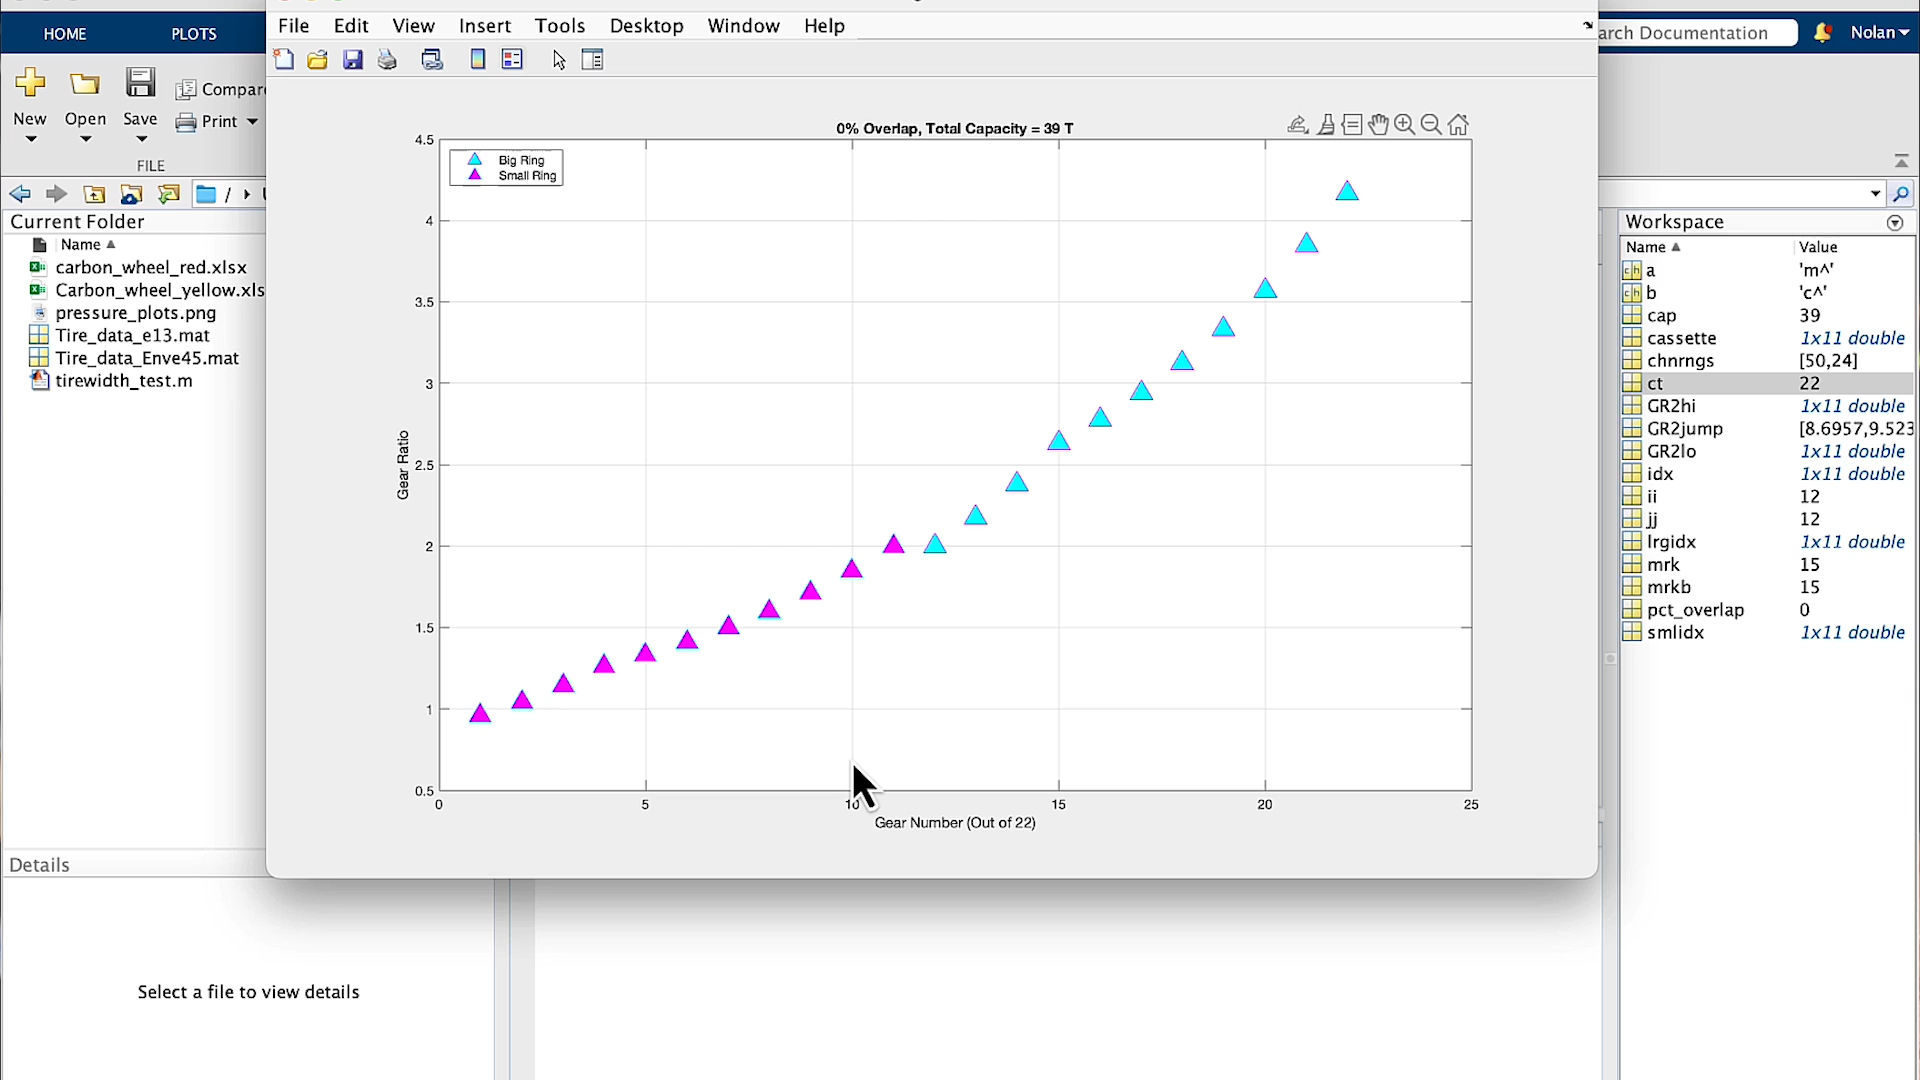 File Edit View Insert Tools Desktop Window Help
HOME PLOTS
arch Documentation Nolan
New Open Save Compare
Print
FILE
/
Current Folder
Name
carbon_wheel_red.xlsx
Carbon_wheel_yellow.xls
pressure_plots.png
Tire_data_e13.mat
Tire_data_Enve45.mat
tirewidth_test.m
Details
Select a file to view details
0% Overlap, Total Capacity = 39 T
Big Ring
Small Ring
4.5
4
3.5
3
2.5
2
1.5
1
0.5
Gear Ratio
0 5 10 15 20 25
Gear Number (Out of 22)
Workspace
Name Value
a 'm^'
b 'c^'
cap 39
cassette 1x11 double
chnrngs [50,24]
ct 22
GR2hi 1x11 double
GR2jump [8.6957,9.523
GR2lo 1x11 double
idx 1x11 double
ii 12
jj 12
lrgidx 1x11 double
mrk 15
mrkb 15
pct_overlap 0
smlidx 1x11 double